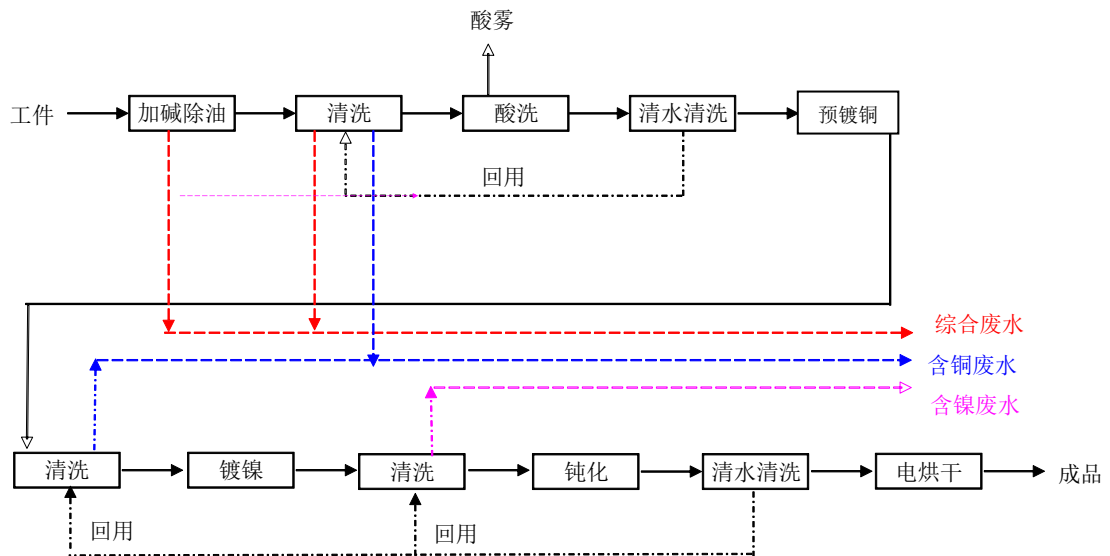 酸雾
工件
加碱除油
清洗
酸洗
清水清洗
预镀铜
回用
综合废水
含铜废水
含镍废水
清洗
镀镍
清洗
钝化
清水清洗
电烘干
成品
回用
回用